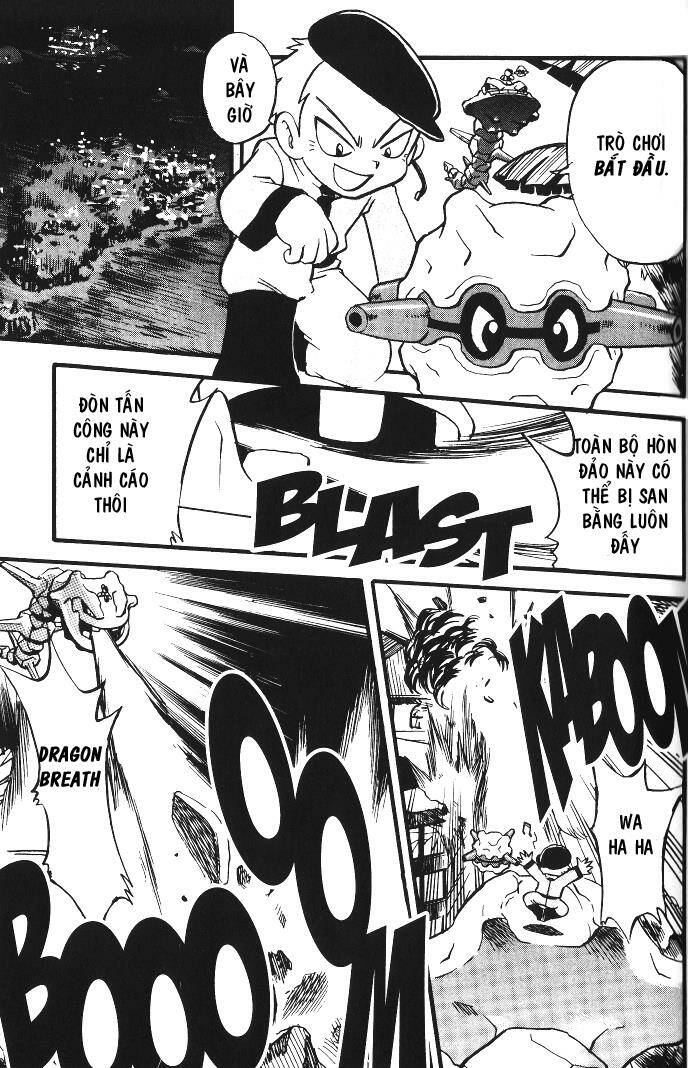 VÀ
BÂY
GIỜ
TRÒ CHƠI
BẮT ĐẦU.
ĐÒN TẤN
CÔNG NÀY
CHỈ LÀ
CẢNH CÁO
THÔI
TOÀN BỘ HÒN
ĐẢO NÀY CÓ
THỂ BỊ SAN
BẰNG LUÔN
ĐẤY
BLAST
DRAGON
BREATH
BOOOOOOM
KABOOM
WA
HA HA